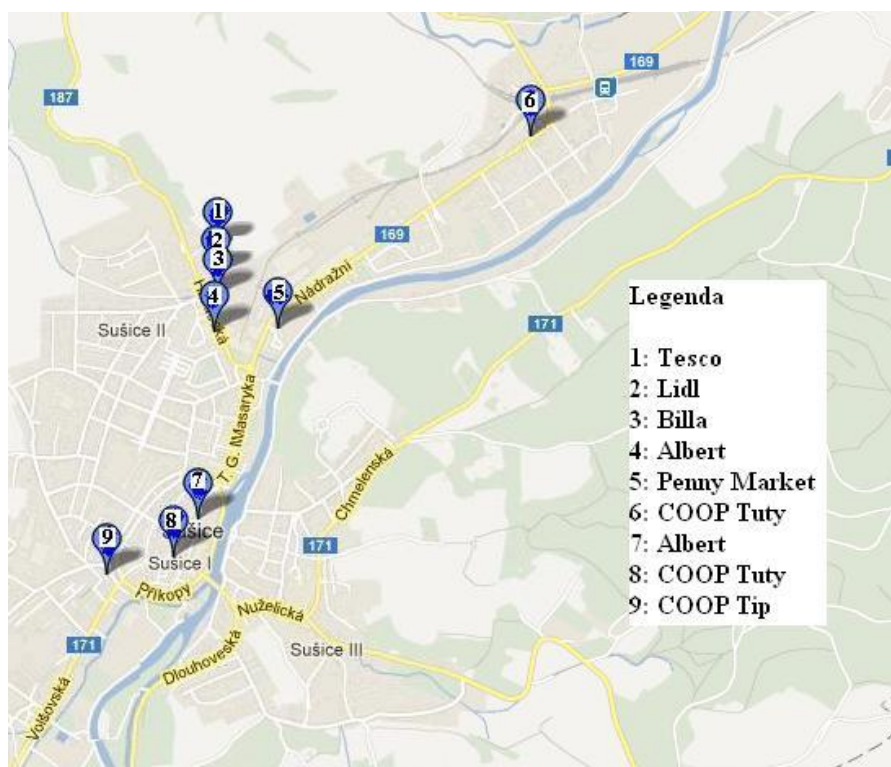 187
169
6
1
2
3
169
4
5
Nádražní
Sušice II
171
T. G. Masaryka
Chmelenská
7
8
9
Sušice
Sušice I
171
Příkopy
Nuželická
171
Sušice III
Dlouhoveská
Volšovská
Legenda
1: Tesco
2: Lidl
3: Billa
4: Albert
5: Penny Market
6: COOP Tuty
7: Albert
8: COOP Tuty
9: COOP Tip